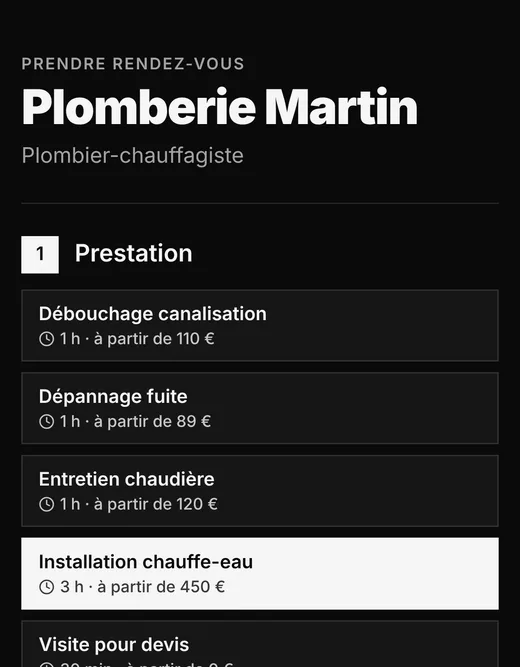 PRENDRE RENDEZ-VOUS
Plomberie Martin
Plombier-chauffagiste
1 Prestation
Débouchage canalisation
1 h · à partir de 110 €
Dépannage fuite
1 h · à partir de 89 €
Entretien chaudière
1 h · à partir de 120 €
Installation chauffe-eau
3 h · à partir de 450 €
Visite pour devis